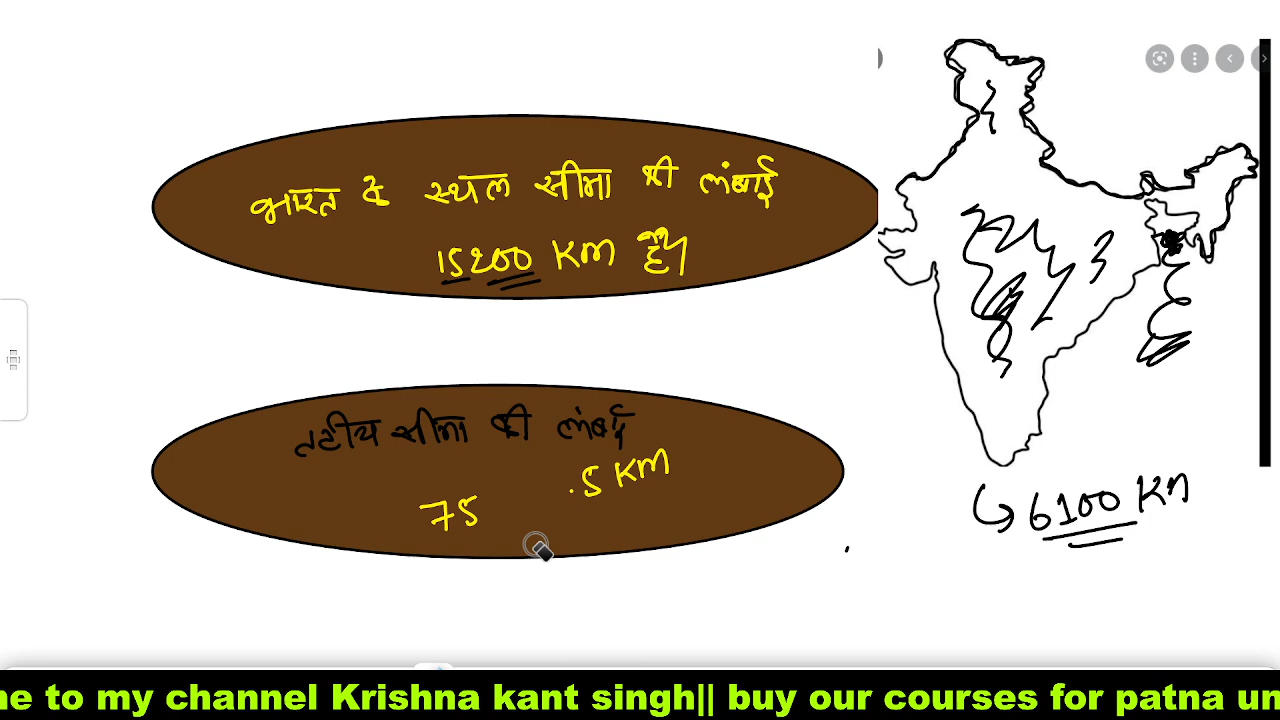 भारत के स्थल सीमा की लंबाई
15200 KM है।
तटीय सीमा की लंबाई
75 .5 KM
6100 KM
ne to my channel Krishna kant singh|| buy our courses for patna un